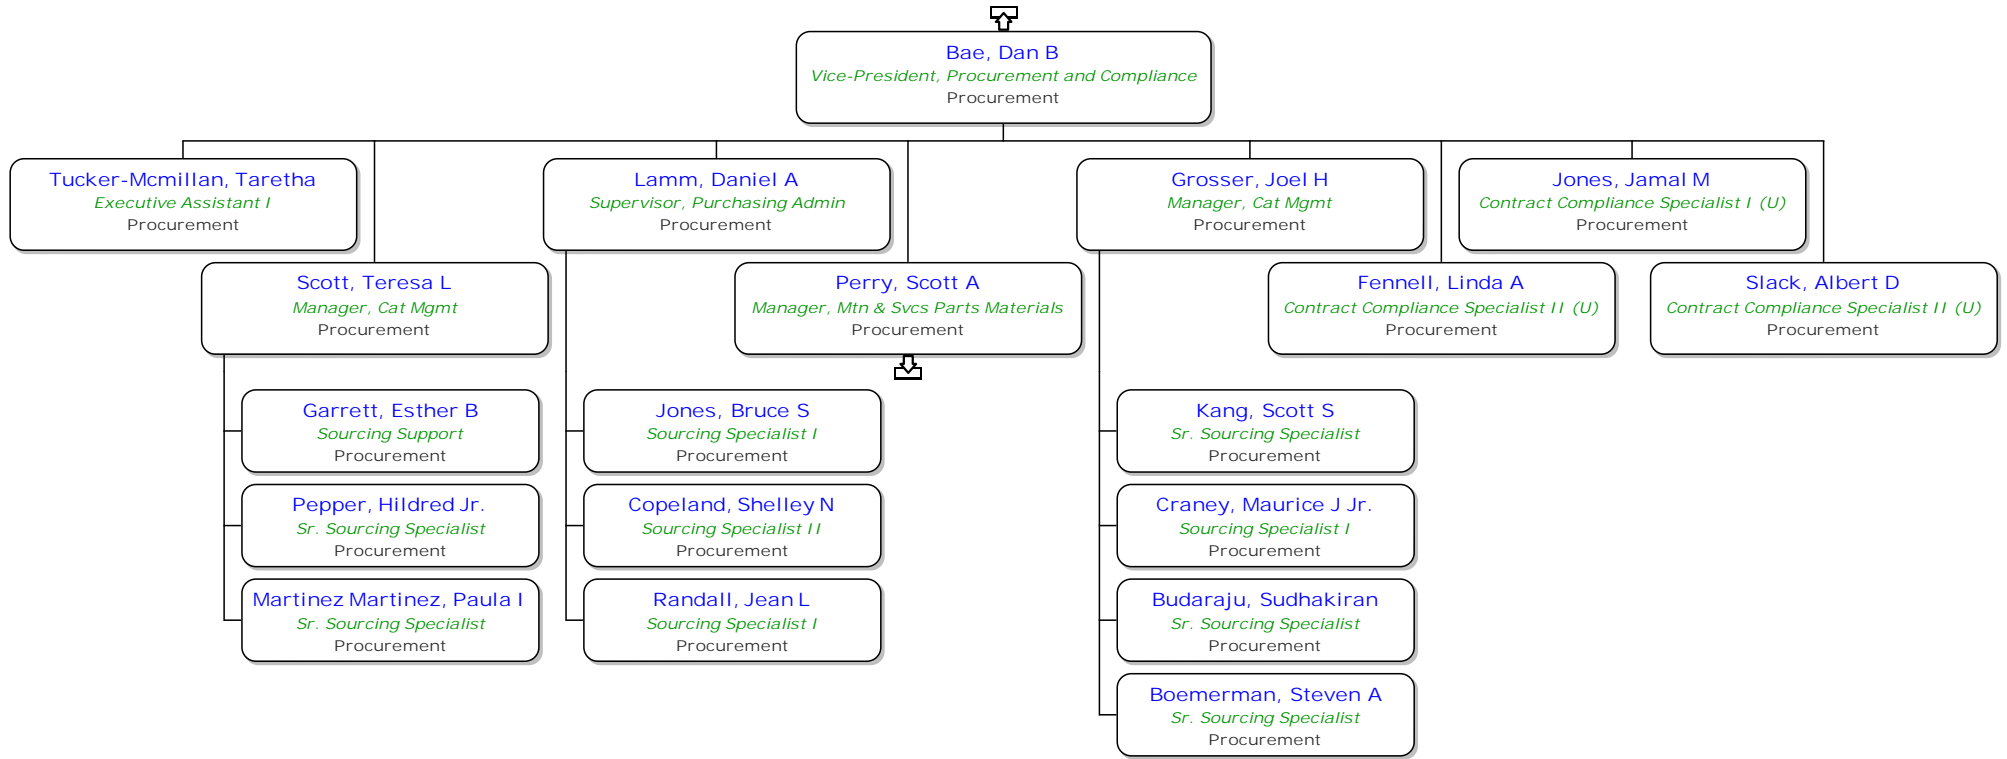 Bae, Dan B
Vice-President, Procurement and Compliance
Procurement
Tucker-Mcmillan, Taretha
Executive Assistant I
Procurement
Lamm, Daniel A
Supervisor, Purchasing Admin
Procurement
Grosser, Joel H
Manager, Cat Mgmt
Procurement
Jones, Jamal M
Contract Compliance Specialist I (U)
Procurement
Scott, Teresa L
Manager, Cat Mgmt
Procurement
Perry, Scott A
Manager, Mtn & Svcs Parts Materials
Procurement
Fennell, Linda A
Contract Compliance Specialist II (U)
Procurement
Slack, Albert D
Contract Compliance Specialist II (U)
Procurement
Garrett, Esther B
Sourcing Support
Procurement
Pepper, Hildred Jr.
Sr. Sourcing Specialist
Procurement
Martinez Martinez, Paula I
Sr. Sourcing Specialist
Procurement
Jones, Bruce S
Sourcing Specialist I
Procurement
Copeland, Shelley N
Sourcing Specialist II
Procurement
Randall, Jean L
Sourcing Specialist I
Procurement
Kang, Scott S
Sr. Sourcing Specialist
Procurement
Craney, Maurice J Jr.
Sourcing Specialist I
Procurement
Budaraju, Sudhakiran
Sr. Sourcing Specialist
Procurement
Boemerman, Steven A
Sr. Sourcing Specialist
Procurement